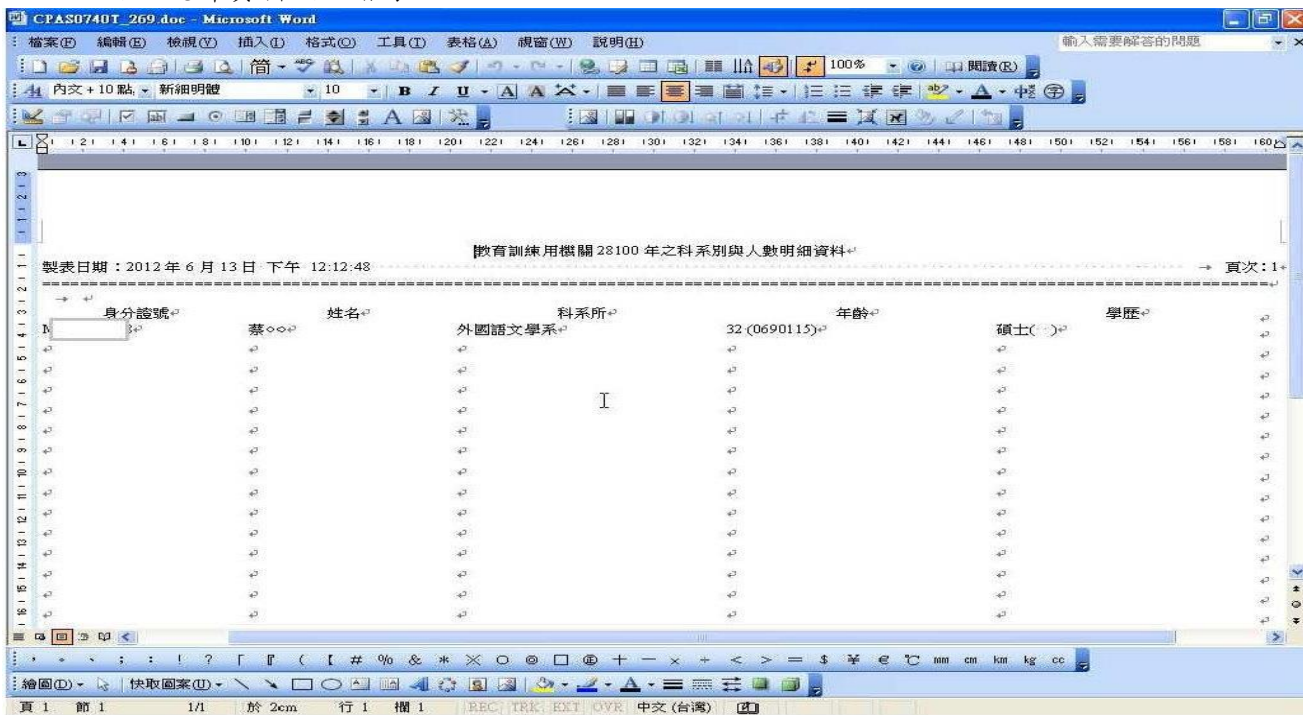 CPAS0740T_269.doc - Microsoft Word
檔案(F) 編輯(E) 檢視(V) 插入(I) 格式(O) 工具(T) 表格(A) 視窗(W) 說明(H) 輸入需要解答的問題
簡 100% 閱讀(R)
內文 + 10 點, 新細明體 10 B I U A A
教育訓練用機關 28100 年之科系別與人數明細資料
製表日期：2012 年 6 月 13 日 下午 12:12:48 頁次：1
身分證號 姓名 科系所 年齡 學歷
蔡○○ 外國語文學系 32 (0690115) 碩士( )
， 。 、 ； ： ！ ？ 「 『 （ 【 # % & * × ○ ◎ □ ⊕ ＋ － × ÷ ＜ ＞ ＝ $ ¥ € ℃ mm cm km kg cc
繪圖(D) 快取圖案(U)
頁 1 節 1 1/1 於 2cm 行 1 欄 1 REC TRK EXT OVR 中文 (台灣)